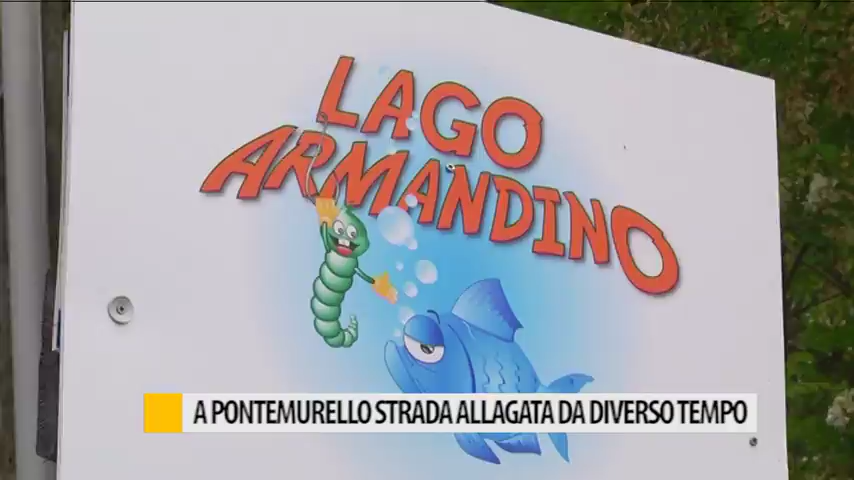 LAGO
ARMANDINO
A PONTEMURELLO STRADA ALLAGATA DA DIVERSO TEMPO